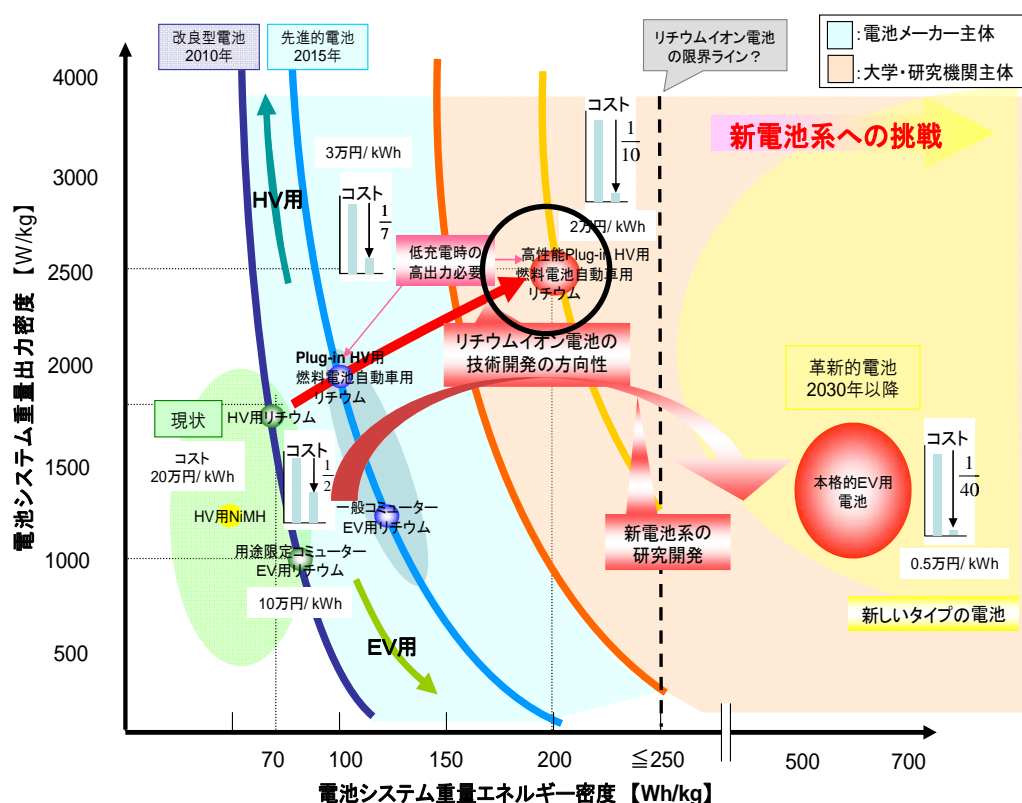 改良型電池
2010年
先進的電池
2015年
リチウムイオン電池
の限界ライン？
:電池メーカー主体
:大学・研究機関主体
新電池系への挑戦
電池システム重量出力密度 【W/kg】
4000
3000
2500
2000
1500
1000
500
HV用
3万円/ kWh
コスト
1
7
コスト
1
10
2万円/ kWh
低充電時の
高出力必要
高性能Plug-in HV用
燃料電池自動車用
リチウム
リチウムイオン電池の
技術開発の方向性
Plug-in HV用
燃料電池自動車用
リチウム
現状
HV用リチウム
コスト
20万円/ kWh
コスト
1
2
HV用NiMH
一般コミューター
EV用リチウム
用途限定コミューター
EV用リチウム
10万円/ kWh
EV用
新電池系の
研究開発
革新的電池
2030年以降
本格的EV用
電池
コスト
1
40
0.5万円/ kWh
新しいタイプの電池
70
100
150
200
≦250
500
700
電池システム重量エネルギー密度 【Wh/kg】